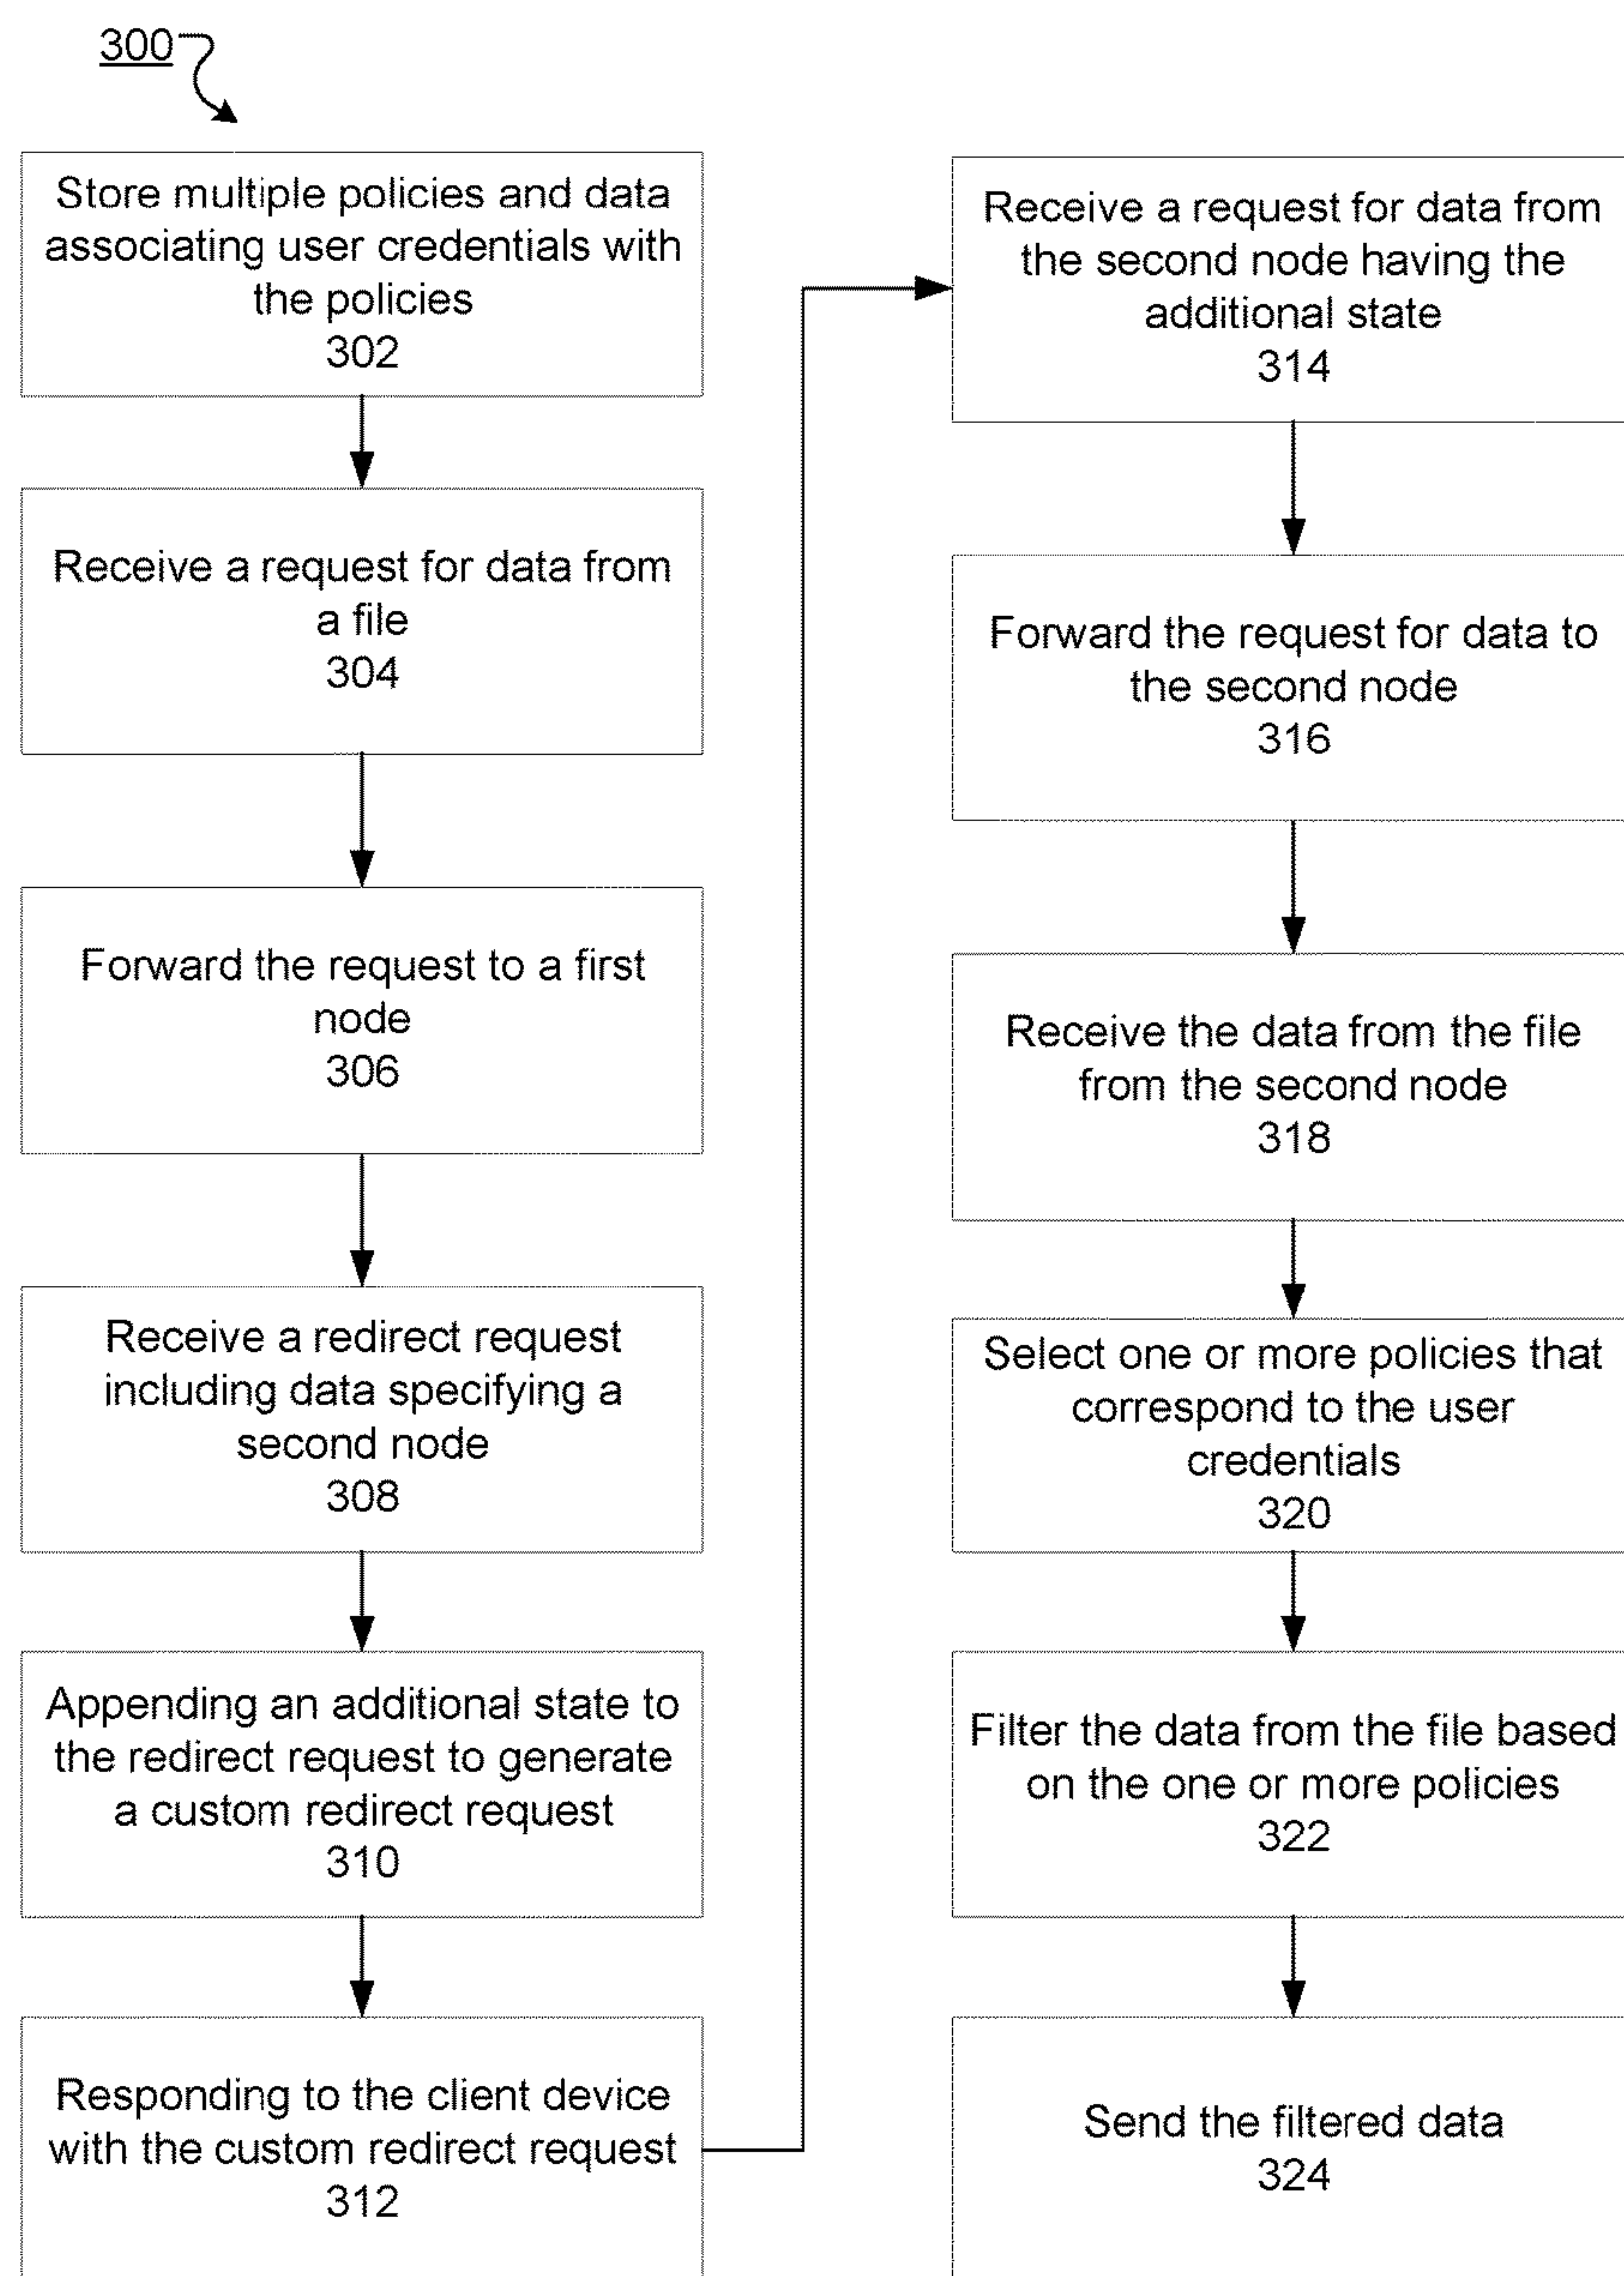 300
Store multiple policies and data
associating user credentials with
the policies
302
Receive a request for data from
a file
304
Forward the request to a first
node
306
Receive a redirect request
including data specifying a
second node
308
Appending an additional state to
the redirect request to generate
a custom redirect request
310
Responding to the client device
with the custom redirect request
312
Receive a request for data from
the second node having the
additional state
314
Forward the request for data to
the second node
316
Receive the data from the file
from the second node
318
Select one or more policies that
correspond to the user
credentials
320
Filter the data from the file based
on the one or more policies
322
Send the filtered data
324